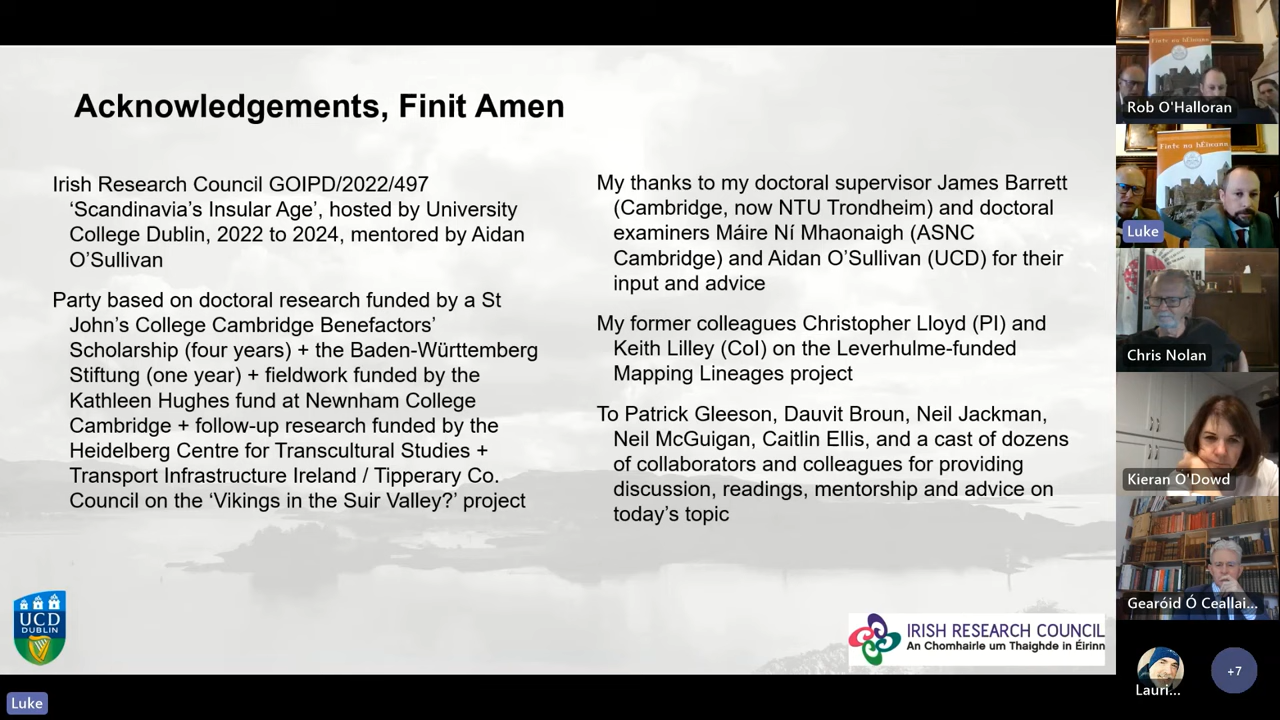 Acknowledgements, Finit Amen
Irish Research Council GOIPD/2022/497
‘Scandinavia’s Insular Age’, hosted by University
College Dublin, 2022 to 2024, mentored by Aidan
O’Sullivan
Party based on doctoral research funded by a St
John’s College Cambridge Benefactors’
Scholarship (four years) + the Baden-Württemberg
Stiftung (one year) + fieldwork funded by the
Kathleen Hughes fund at Newnham College
Cambridge + follow-up research funded by the
Heidelberg Centre for Transcultural Studies +
Transport Infrastructure Ireland / Tipperary Co.
Council on the ‘Vikings in the Suir Valley?’ project
My thanks to my doctoral supervisor James Barrett
(Cambridge, now NTU Trondheim) and doctoral
examiners Máire Ní Mhaonaigh (ASNC
Cambridge) and Aidan O’Sullivan (UCD) for their
input and advice
My former colleagues Christopher Lloyd (PI) and
Keith Lilley (CoI) on the Leverhulme-funded
Mapping Lineages project
To Patrick Gleeson, Dauvit Broun, Neil Jackman,
Neil McGuigan, Caitlin Ellis, and a cast of dozens
of collaborators and colleagues for providing
discussion, readings, mentorship and advice on
today’s topic
UCD
DUBLIN
IRISH RESEARCH COUNCIL
An Chomhairle um Thaighde in Éirinn
Luke
Finte na hÉireann
Rob O'Halloran
Finte na hÉireann
Luke
Chris Nolan
Kieran O'Dowd
Gearóid Ó Ceallai...
Lauri...
+7